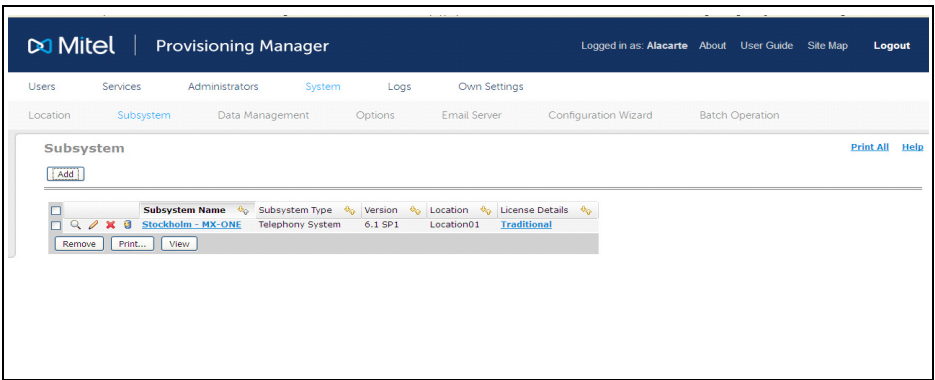 Mitel | Provisioning Manager Logged in as: Alacarte About User Guide Site Map Logout
Users Services Administrators System Logs Own Settings
Location Subsystem Data Management Options Email Server Configuration Wizard Batch Operation
Subsystem Print All Help
Add
Subsystem Name Subsystem Type Version Location License Details
Stockholm - MX-ONE Telephony System 6.1 SP1 Location01 Traditional
Remove Print... View